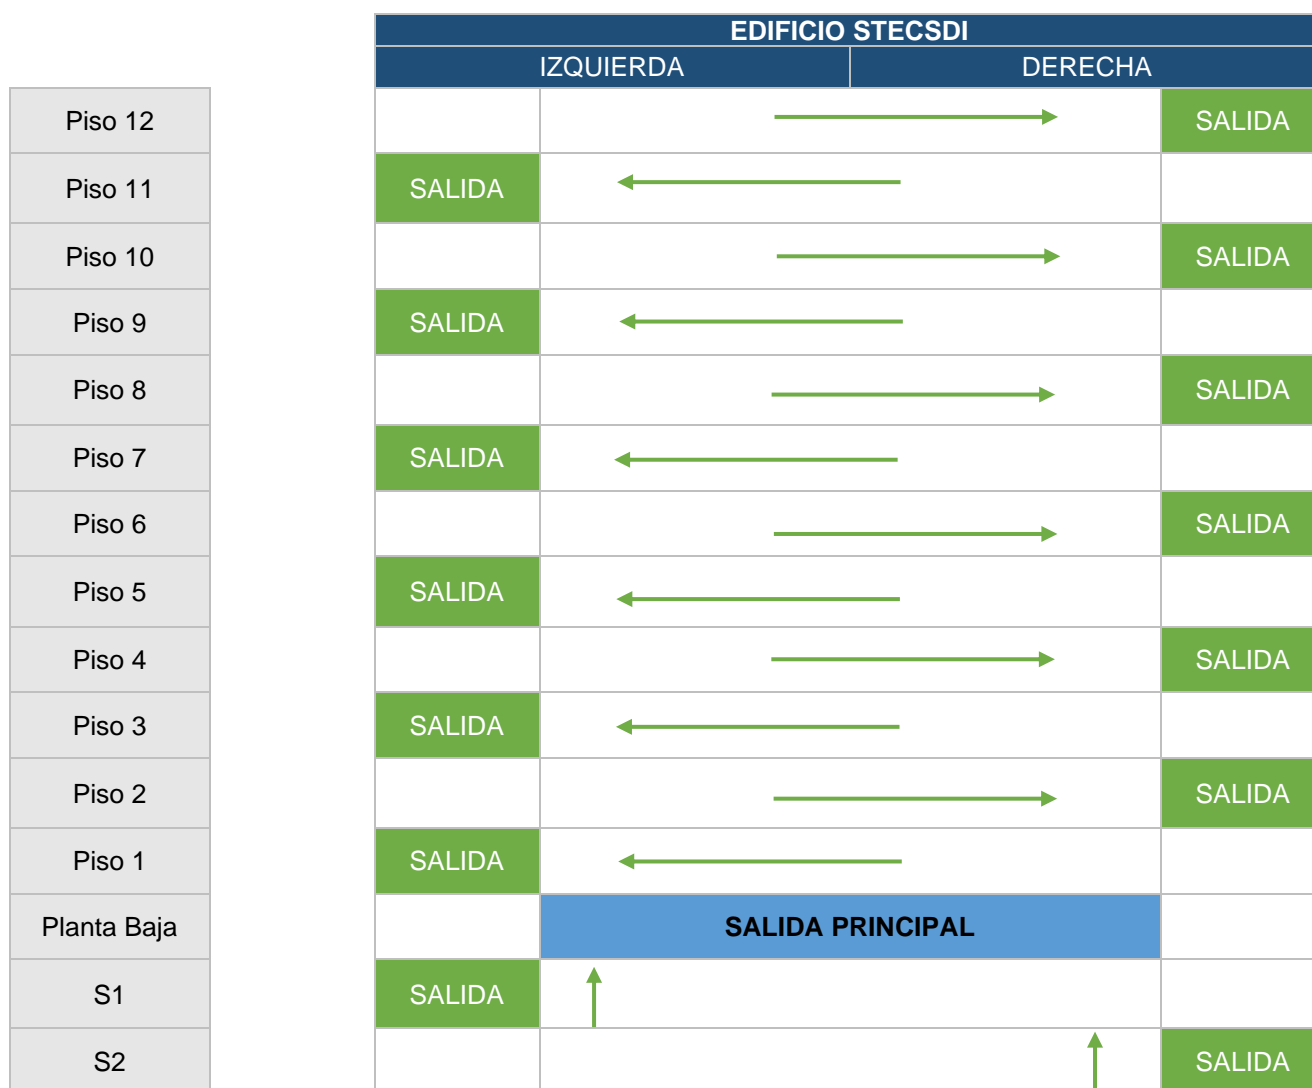 EDIFICIO STECSDI
IZQUIERDA DERECHA
Piso 12 SALIDA
Piso 11 SALIDA
Piso 10 SALIDA
Piso 9 SALIDA
Piso 8 SALIDA
Piso 7 SALIDA
Piso 6 SALIDA
Piso 5 SALIDA
Piso 4 SALIDA
Piso 3 SALIDA
Piso 2 SALIDA
Piso 1 SALIDA
Planta Baja SALIDA PRINCIPAL
S1 SALIDA
S2 SALIDA